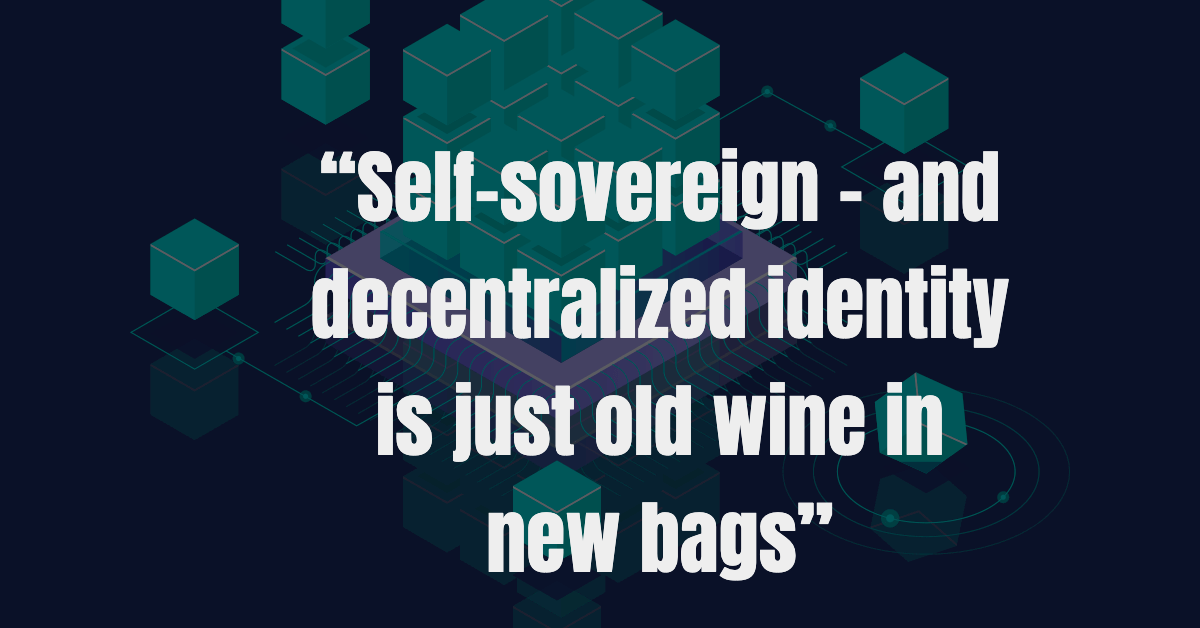 “Self-sovereign - and
decentralized identity
is just old wine in
new bags”